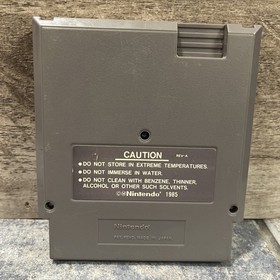 CAUTION
REV-A
• DO NOT STORE IN EXTREME TEMPERATURES.
• DO NOT IMMERSE IN WATER.
• DO NOT CLEAN WITH BENZENE, THINNER,
ALCOHOL OR OTHER SUCH SOLVENTS.
©®Nintendo® 1985
Nintendo